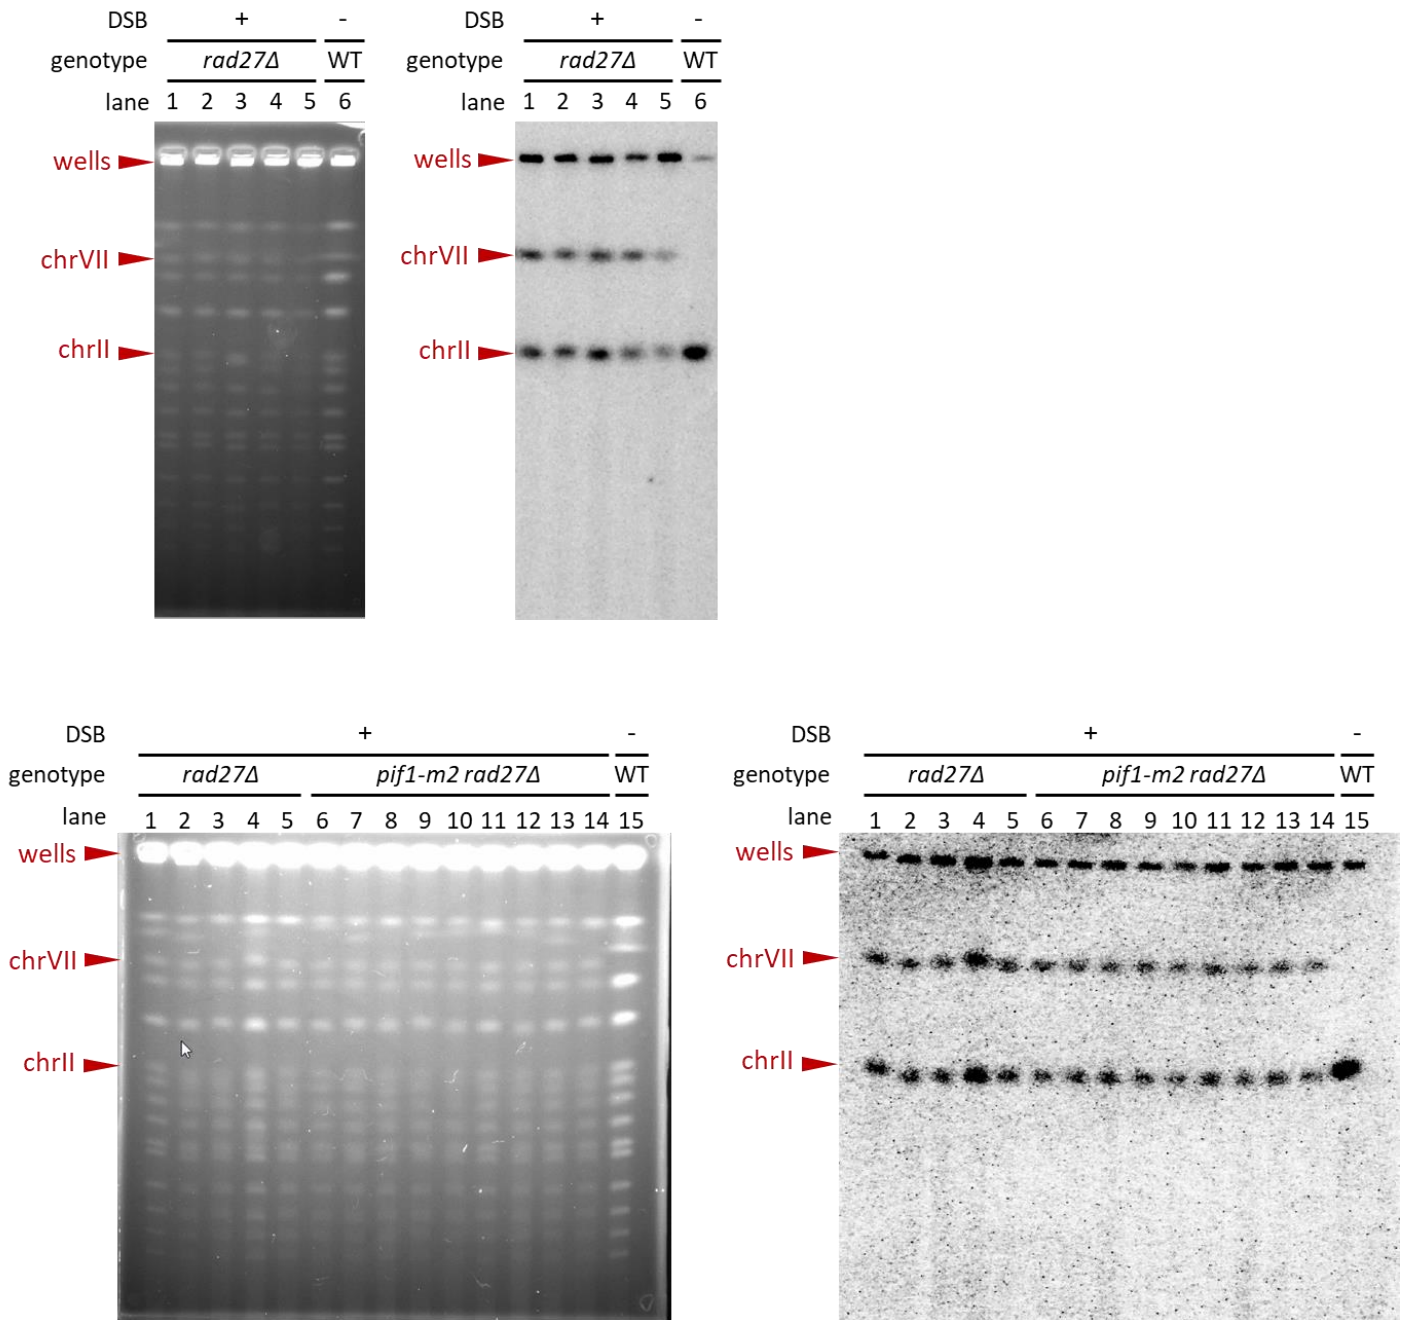 DSB + -
genotype rad27Δ WT
lane 1 2 3 4 5 6
wells
chrVII
chrII
DSB + -
genotype rad27Δ WT
lane 1 2 3 4 5 6
wells
chrVII
chrII
DSB + -
genotype rad27Δ pif1-m2 rad27Δ WT
lane 1 2 3 4 5 6 7 8 9 10 11 12 13 14 15
wells
chrVII
chrII
DSB + -
genotype rad27Δ pif1-m2 rad27Δ WT
lane 1 2 3 4 5 6 7 8 9 10 11 12 13 14 15
wells
chrVII
chrII